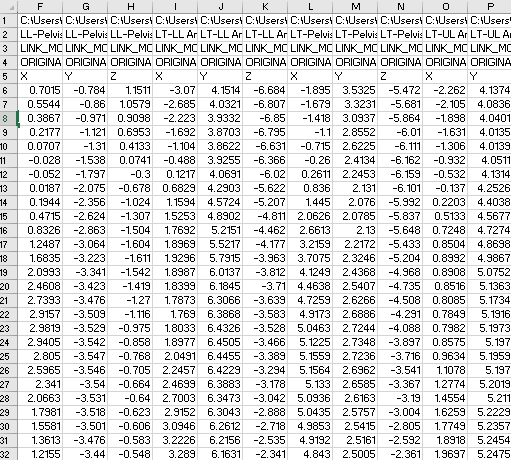 F G H I J K L M N O P
1 C:\Users\ C:\Users\ C:\Users\ C:\Users\ C:\Users\ C:\Users\ C:\Users\ C:\Users\ C:\Users\ C:\Users\ C:\Users\
2 LL-Pelvis LL-Pelvis LL-Pelvis LT-LL Ar LT-LL Ar LT-LL Ar LT-UL Ar LT-UL Ar LT-UL Ar LT-UL Ar LT-UL Ar
3 LINK_MO LINK_MC LINK_MC LINK_MC LINK_MC LINK_MC LINK_MC LINK_MC LINK_MC LINK_MC LINK_MC
4 ORIGINA ORIGINA ORIGINA ORIGINA ORIGINA ORIGINA ORIGINA ORIGINA ORIGINA ORIGINA ORIGINA
5 X Y Z X Y Z X Y Z X Y
6 0.7015 -0.784 1.1511 -3.07 4.1514 -6.684 -1.895 3.5325 -5.472 -2.262 4.1374
7 0.5544 -0.86 1.0579 -2.685 4.0321 -6.807 -1.679 3.3231 -5.681 -2.105 4.0836
8 0.3867 -0.971 0.9098 -2.223 3.9332 -6.85 -1.418 3.0937 -5.864 -1.898 4.0401
9 0.2177 -1.121 0.6953 -1.692 3.8703 -6.795 -1.1 2.8552 -6.01 -1.631 4.0135
10 0.0707 -1.31 0.4133 -1.104 3.8622 -6.631 -0.715 2.6225 -6.111 -1.306 4.0139
11 -0.028 -1.538 0.0741 -0.488 3.9255 -6.366 -0.26 2.4134 -6.162 -0.932 4.0511
12 -0.052 -1.797 -0.3 0.1217 4.0691 -6.02 0.2611 2.2453 -6.159 -0.532 4.1314
13 0.0187 -2.075 -0.678 0.6829 4.2903 -5.622 0.836 2.131 -6.101 -0.137 4.2526
14 0.1944 -2.356 -1.024 1.1594 4.5724 -5.207 1.445 2.076 -5.992 0.2203 4.4038
15 0.4715 -2.624 -1.307 1.5253 4.8902 -4.811 2.0626 2.0785 -5.837 0.5133 4.5677
16 0.8326 -2.863 -1.504 1.7692 5.2151 -4.462 2.6613 2.13 -5.648 0.7248 4.7274
17 1.2487 -3.064 -1.604 1.8969 5.5217 -4.177 3.2159 2.2172 -5.433 0.8504 4.8698
18 1.6835 -3.223 -1.611 1.9296 5.7915 -3.963 3.7075 2.3246 -5.204 0.8992 4.9867
19 2.0993 -3.341 -1.542 1.8987 6.0137 -3.812 4.1249 2.4368 -4.968 0.8908 5.0752
20 2.4608 -3.423 -1.419 1.8399 6.1845 -3.71 4.4638 2.5407 -4.735 0.8516 5.1363
21 2.7393 -3.476 -1.27 1.7873 6.3066 -3.639 4.7259 2.6266 -4.508 0.8085 5.1734
22 2.9157 -3.509 -1.116 1.769 6.3868 -3.583 4.9173 2.6886 -4.291 0.7849 5.1916
23 2.9819 -3.529 -0.975 1.8033 6.4326 -3.528 5.0463 2.7244 -4.088 0.7982 5.1973
24 2.9405 -3.542 -0.858 1.8977 6.4505 -3.466 5.1225 2.7348 -3.897 0.8575 5.197
25 2.805 -3.547 -0.768 2.0491 6.4455 -3.389 5.1559 2.7236 -3.716 0.9634 5.1959
26 2.5965 -3.546 -0.705 2.2457 6.4229 -3.294 5.1564 2.6962 -3.541 1.1078 5.197
27 2.341 -3.54 -0.664 2.4699 6.3883 -3.178 5.133 2.6585 -3.367 1.2774 5.2019
28 2.0663 -3.531 -0.64 2.7003 6.3473 -3.042 5.0936 2.6163 -3.19 1.4554 5.211
29 1.7981 -3.518 -0.623 2.9152 6.3043 -2.888 5.0435 2.5757 -3.004 1.6259 5.2229
30 1.5581 -3.501 -0.606 3.0946 6.2612 -2.718 4.9853 2.5415 -2.805 1.7749 5.2357
31 1.3613 -3.476 -0.583 3.2226 6.2156 -2.535 4.9192 2.5161 -2.592 1.8918 5.2454
32 1.2155 -3.44 -0.548 3.289 6.1631 -2.341 4.843 2.5005 -2.361 1.9697 5.2475